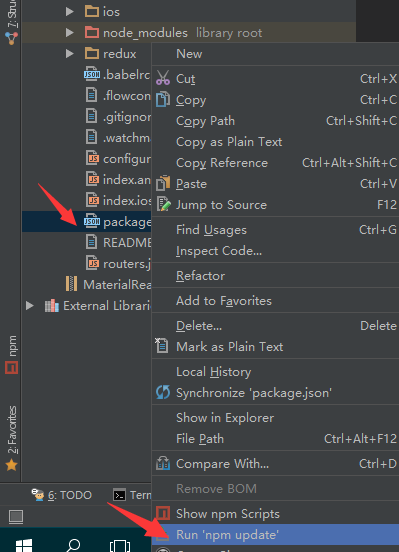 7: Stru
ios
node_modules library root
redux
.babelrc
.flowcon
.gitignor
.watchm
configur
index.an
index.ios
package
README
routers.j
MaterialRea
External Librarie
New
Cut Ctrl+X
Copy Ctrl+C
Copy Path Ctrl+Shift+C
Copy as Plain Text
Copy Reference Ctrl+Alt+Shift+C
Paste Ctrl+V
Jump to Source F12
Find Usages Ctrl+G
Inspect Code...
Refactor
Add to Favorites
Delete... Delete
Mark as Plain Text
Local History
Synchronize 'package.json'
Show in Explorer
File Path Ctrl+Alt+F12
Compare With... Ctrl+D
Remove BOM
Show npm Scripts
Run 'npm update'
npm
2: Favorites
6: TODO
Term